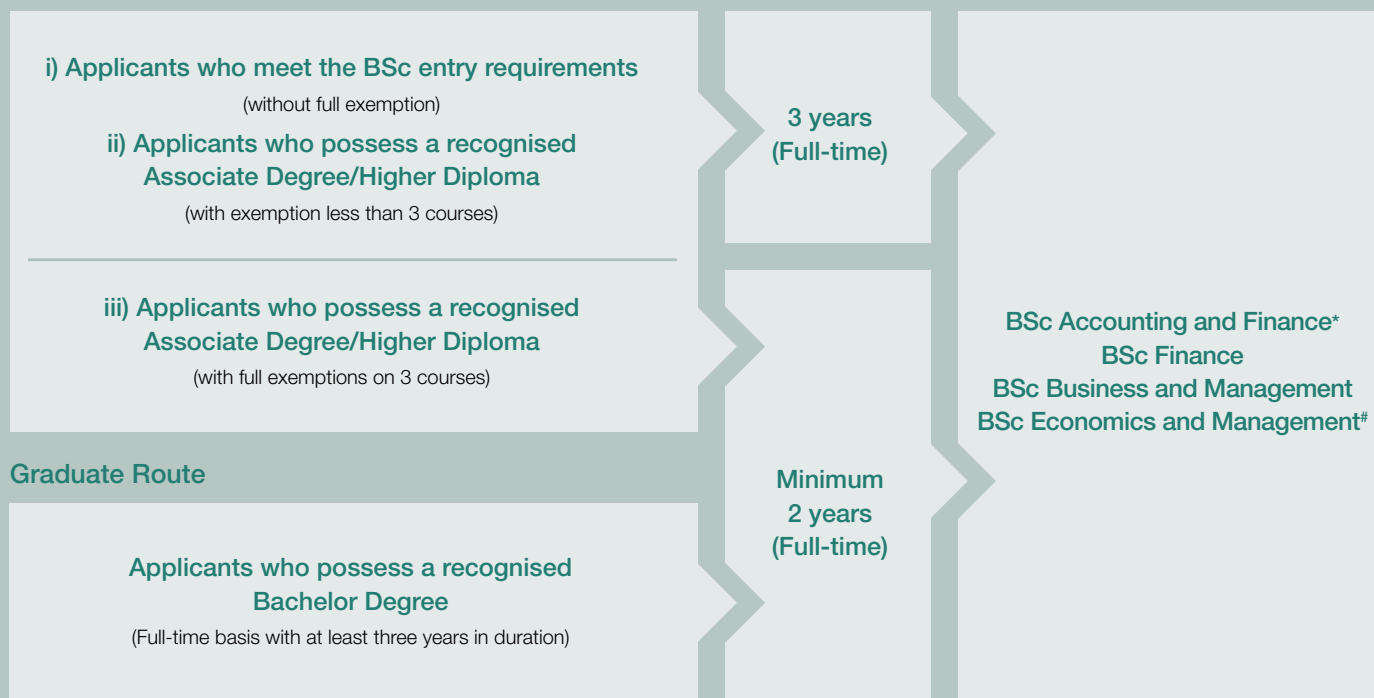 i) Applicants who meet the BSc entry requirements
(without full exemption)
ii) Applicants who possess a recognised
Associate Degree/Higher Diploma
(with exemption less than 3 courses)
iii) Applicants who possess a recognised
Associate Degree/Higher Diploma
(with full exemptions on 3 courses)
Graduate Route
Applicants who possess a recognised
Bachelor Degree
(Full-time basis with at least three years in duration)
3 years
(Full-time)
Minimum
2 years
(Full-time)
BSc Accounting and Finance*
BSc Finance
BSc Business and Management
BSc Economics and Management#